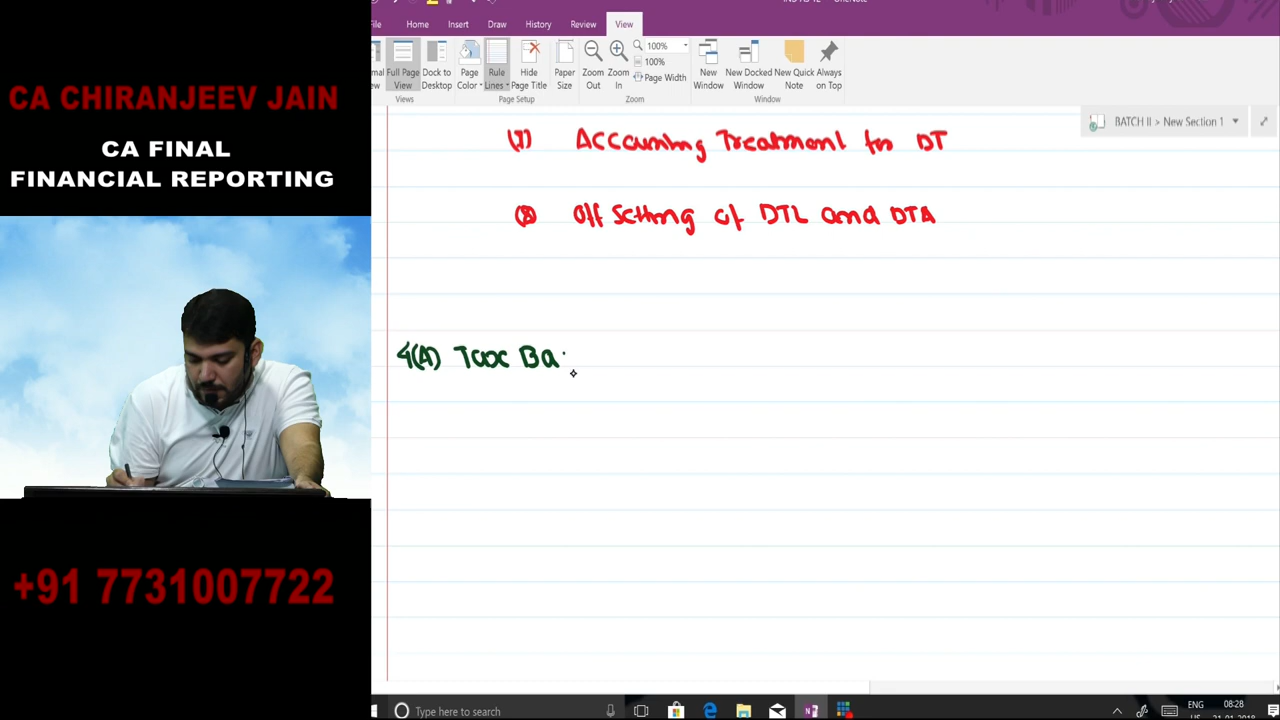 CA CHIRANJEEV JAIN
CA FINAL
FINANCIAL REPORTING
+91 7731007722
Home Insert Draw History Review View
Full Page View
Dock to Desktop
Views
Page Color
Rule Lines
Hide Page Title
Paper Size
Page Setup
Zoom Out
Zoom In
100%
100%
Page Width
Zoom
New Window
New Docked Window
New Quick Note
Always on Top
Window
BATCH II > New Section 1
Accounting Treatment for DT
Off Setting of DTL and DTA
4(A) Tax Ba
Type here to search
ENG
08:28